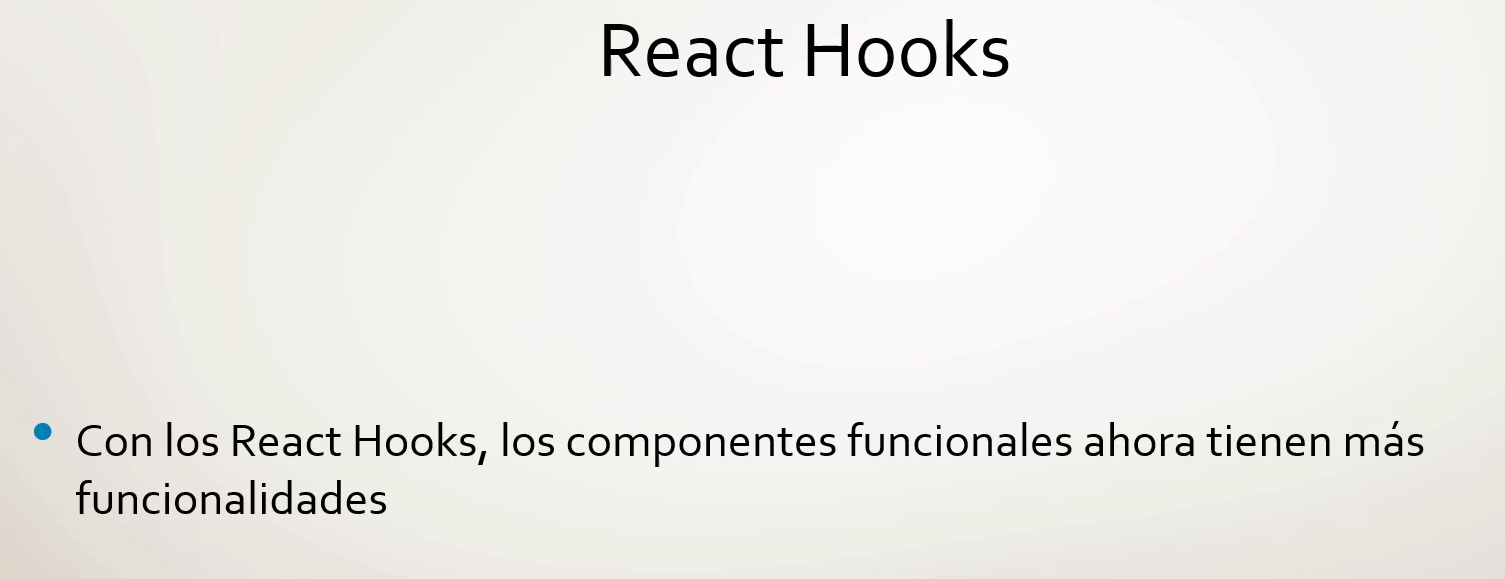 React Hooks
Con los React Hooks, los componentes funcionales ahora tienen más
funcionalidades